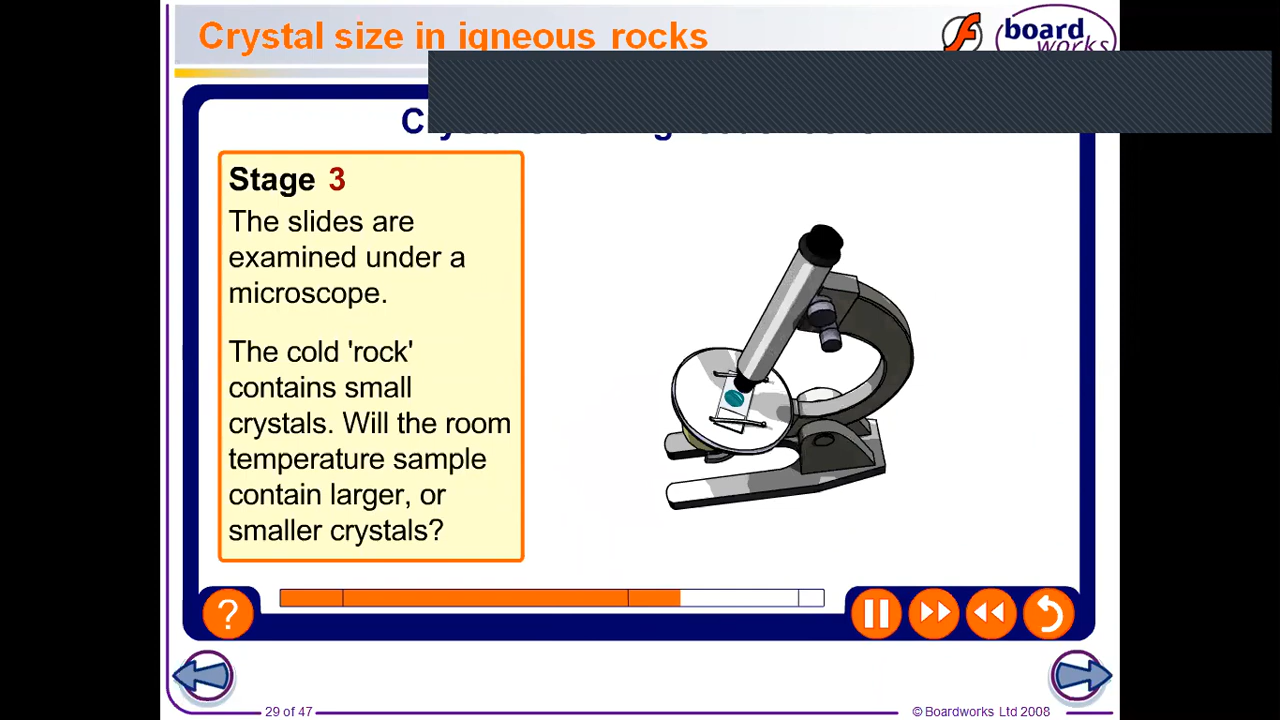 Crystal size in igneous rocks
board
works
Stage 3
The slides are
examined under a
microscope.
The cold 'rock'
contains small
crystals. Will the room
temperature sample
contain larger, or
smaller crystals?
?
29 of 47
© Boardworks Ltd 2008